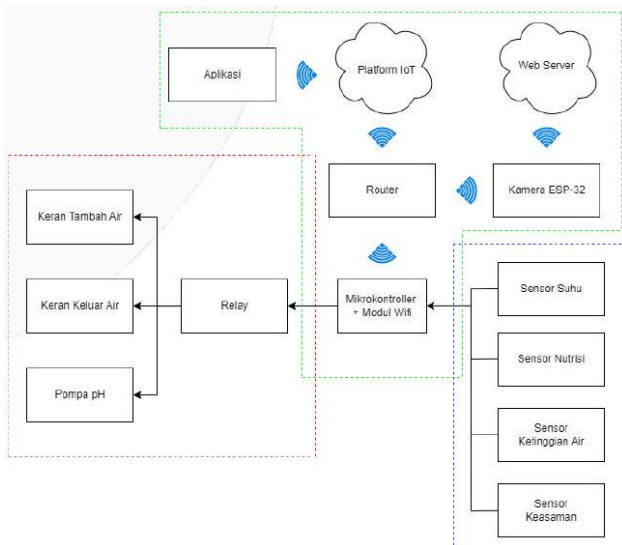 Aplikasi
Platform IoT
Web Server
Router
Kamera ESP-32
Keran Tambah Air
Keran Keluar Air
Relay
Mikrokontroller
+ Modul Wifi
Sensor Suhu
Sensor Nutrisi
Pompa pH
Sensor
Ketinggian Air
Sensor
Keasaman